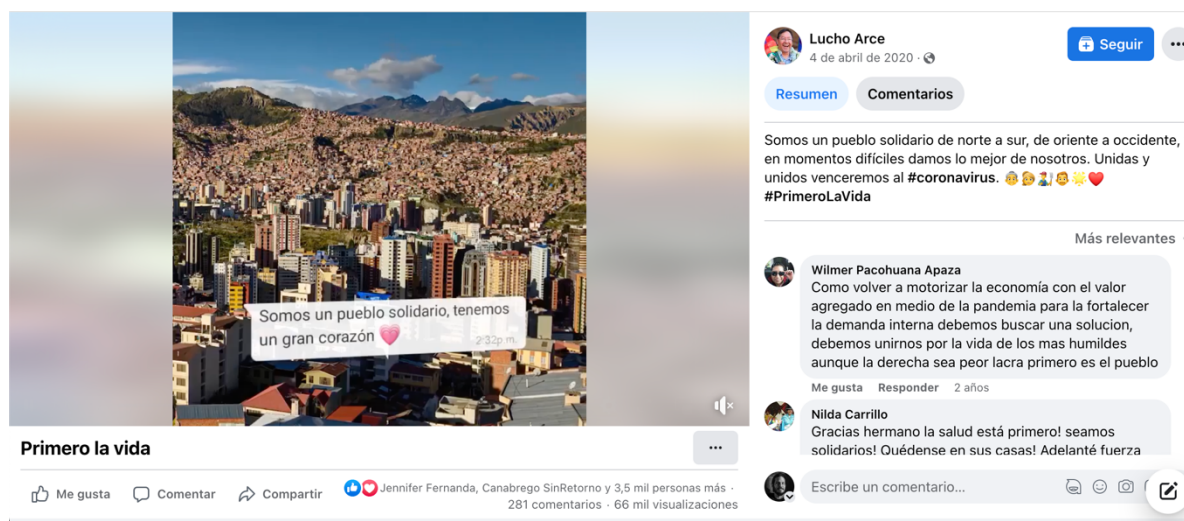 Somos un pueblo solidario, tenemos
un gran corazón 💗
2:32p.m.
Primero la vida
...
Me gusta Comentar Compartir
Jennifer Fernanda, Canabrego SinRetorno y 3,5 mil personas más ·
281 comentarios · 66 mil visualizaciones
Lucho Arce
4 de abril de 2020 ·
Seguir
Resumen Comentarios
Somos un pueblo solidario de norte a sur, de oriente a occidente,
en momentos difíciles damos lo mejor de nosotros. Unidas y
unidos venceremos al #coronavirus.
#PrimeroLaVida
Más relevantes
Wilmer Pacohuana Apaza
Como volver a motorizar la economía con el valor
agregado en medio de la pandemia para la fortalecer
la demanda interna debemos buscar una solucion,
debemos unirnos por la vida de los mas humildes
aunque la derecha sea peor lacra primero es el pueblo
Me gusta Responder 2 años
Nilda Carrillo
Gracias hermano la salud está primero! seamos
solidarios! Quédense en sus casas! Adelanté fuerza
Escribe un comentario...